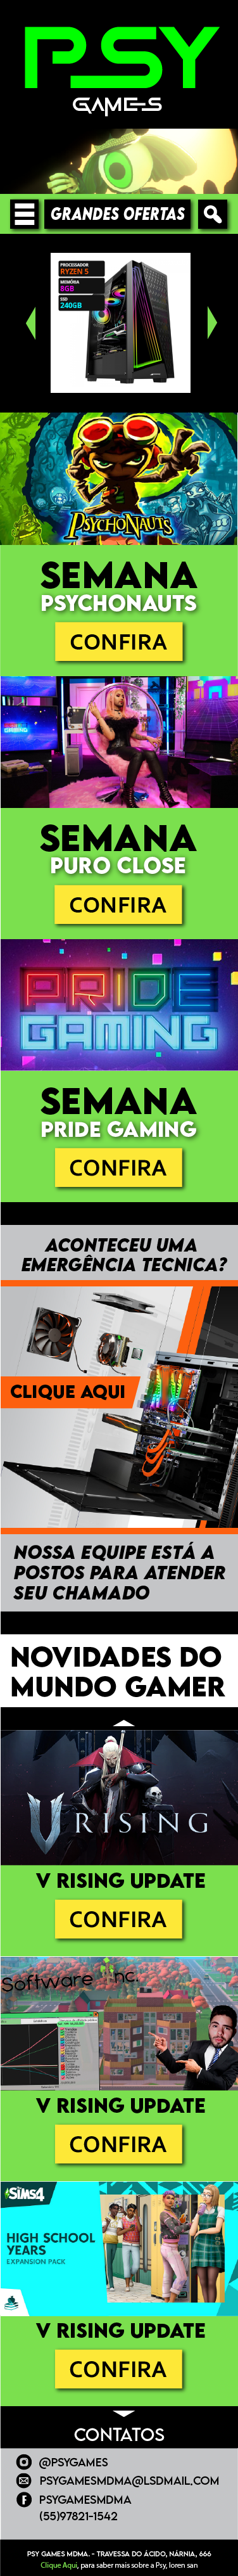 PSY
GAMES
GRANDES OFERTAS
PROCESSADOR
RYZEN 5
MEMÓRIA
8GB
SSD
240GB
PSYCHONAUTS
SEMANA
PSYCHONAUTS
CONFIRA
SEMANA
PURO CLOSE
CONFIRA
PRIDE
GAMING
SEMANA
PRIDE GAMING
CONFIRA
ACONTECEU UMA
EMERGÊNCIA TECNICA?
CLIQUE AQUI
NOSSA EQUIPE ESTÁ A
POSTOS PARA ATENDER
SEU CHAMADO
NOVIDADES DO
MUNDO GAMER
V RISING
V RISING UPDATE
CONFIRA
Software Inc.
V RISING UPDATE
CONFIRA
The SIMS 4
HIGH SCHOOL
YEARS
EXPANSION PACK
V RISING UPDATE
CONFIRA
CONTATOS
@PSYGAMES
PSYGAMESMDMA@LSDMAIL.COM
PSYGAMESMDMA
(55)97821-1542
PSY GAMES MDMA. - TRAVESSA DO ÁCIDO, NÁRNIA, 666
Clique Aqui, para saber mais sobre a Psy, loren san